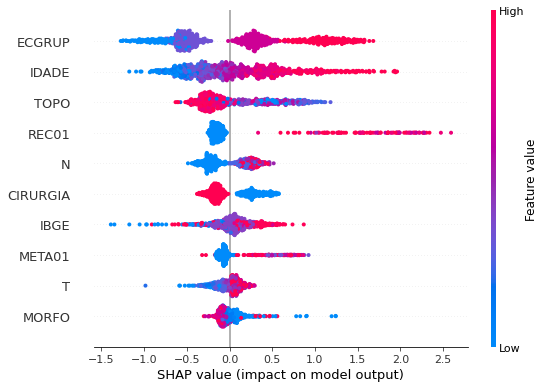 High
ECGRUP
IDADE
TOPO
REC01
N
CIRURGIA
IBGE
META01
T
MORFO
Feature value
Low
−1.5 −1.0 −0.5 0.0 0.5 1.0 1.5 2.0 2.5
SHAP value (impact on model output)